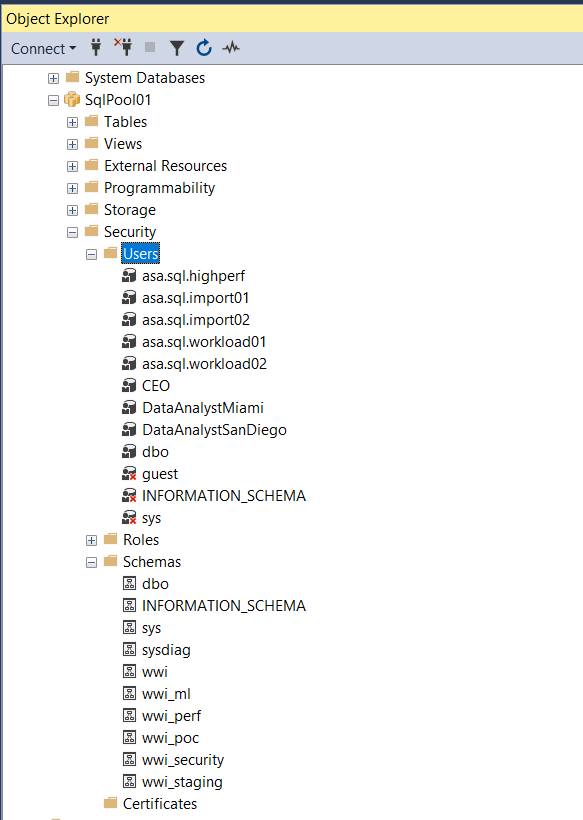 Object Explorer
Connect
System Databases
SqlPool01
Tables
Views
External Resources
Programmability
Storage
Security
Users
asa.sql.highperf
asa.sql.import01
asa.sql.import02
asa.sql.workload01
asa.sql.workload02
CEO
DataAnalystMiami
DataAnalystSanDiego
dbo
guest
INFORMATION_SCHEMA
sys
Roles
Schemas
dbo
INFORMATION_SCHEMA
sys
sysdiag
wwi
wwi_ml
wwi_perf
wwi_poc
wwi_security
wwi_staging
Certificates